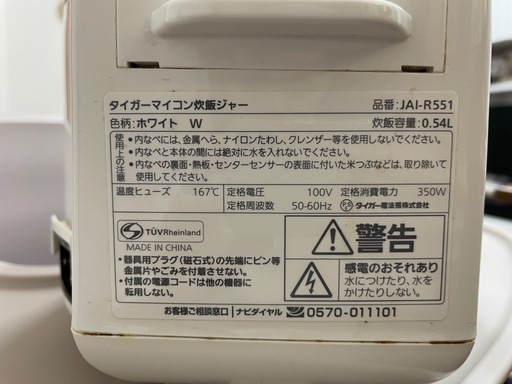 タイガーマイコン炊飯ジャー 品番:JAI-R551
色柄:ホワイト W 炊飯容量:0.54L
使用上の注意
・内なべには、金属へら、ナイロンたわし、クレンザー等を使用しないでください。
・内なべと本体の間には絶対に水を入れないでください。
・内なべの裏面・熱板・センターセンサーの表面に付いた米つぶなどは、取り除いて
使用してください。
温度ヒューズ 167℃ 定格電圧 100V 定格消費電力 350W
定格周波数 50-60Hz PS タイガー魔法瓶株式会社
TÜVRheinland
MADE IN CHINA
・器具用プラグ(磁石式)の先端にピン等
金属片やごみを付着させない。
・付属の電源コードは他の機器に
転用しない。
警告
感電のおそれあり
水につけたり、水を
かけたりしない。
お客様ご相談窓口 ナビダイヤル 0570-011101